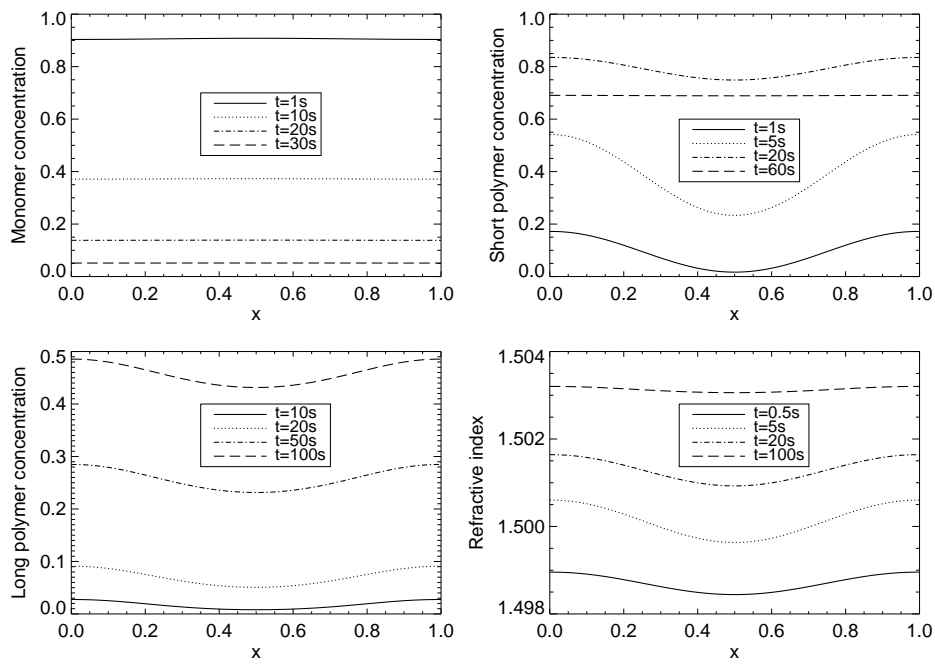 Monomer concentration
1.0
0.8
0.6
0.4
0.2
0.0
t=1s
t=10s
t=20s
t=30s
0.0 0.2 0.4 0.6 0.8 1.0
x
Short polymer concentration
1.0
0.8
0.6
0.4
0.2
0.0
t=1s
t=5s
t=20s
t=60s
0.0 0.2 0.4 0.6 0.8 1.0
x
Long polymer concentration
0.5
0.4
0.3
0.2
0.1
0.0
t=10s
t=20s
t=50s
t=100s
0.0 0.2 0.4 0.6 0.8 1.0
x
Refractive index
1.504
1.502
1.500
1.498
t=0.5s
t=5s
t=20s
t=100s
0.0 0.2 0.4 0.6 0.8 1.0
x